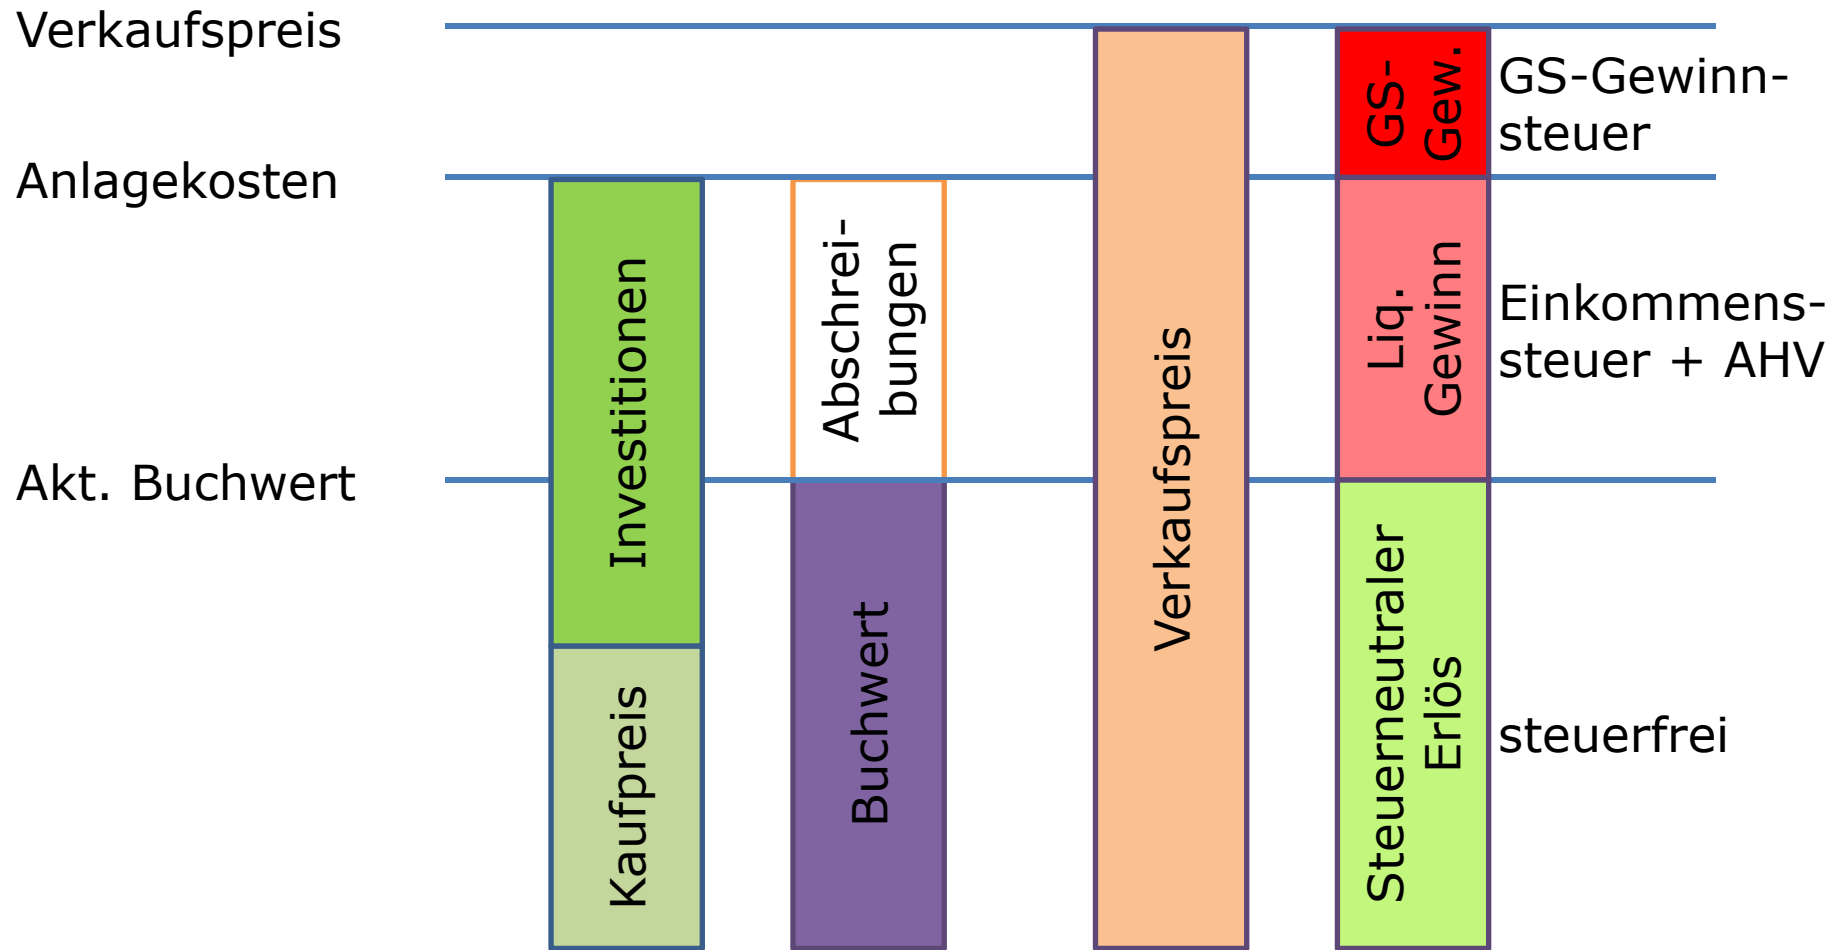 Verkaufspreis
Anlagekosten
Akt. Buchwert
Investitionen
Kaufpreis
Abschrei-
bungen
Buchwert
Verkaufspreis
GS-
Gew.
Liq.
Gewinn
Steuerneutraler
Erlös
GS-Gewinn-
steuer
Einkommens-
steuer + AHV
steuerfrei